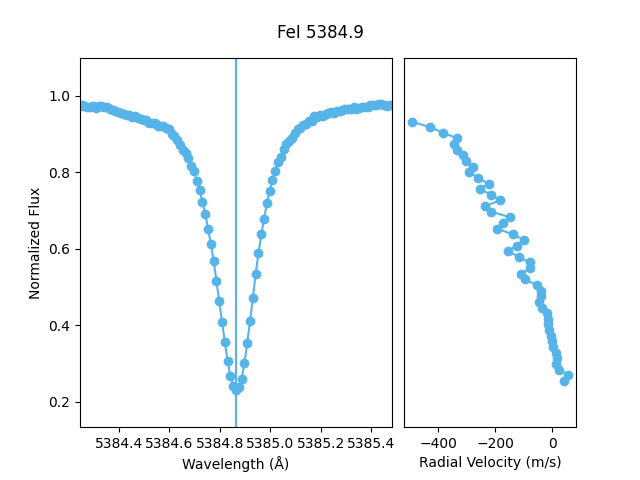 FeI 5384.9
Normalized Flux
1.0
0.8
0.6
0.4
0.2
5384.4 5384.6 5384.8 5385.0 5385.2 5385.4
Wavelength (Å)
−400 −200 0
Radial Velocity (m/s)